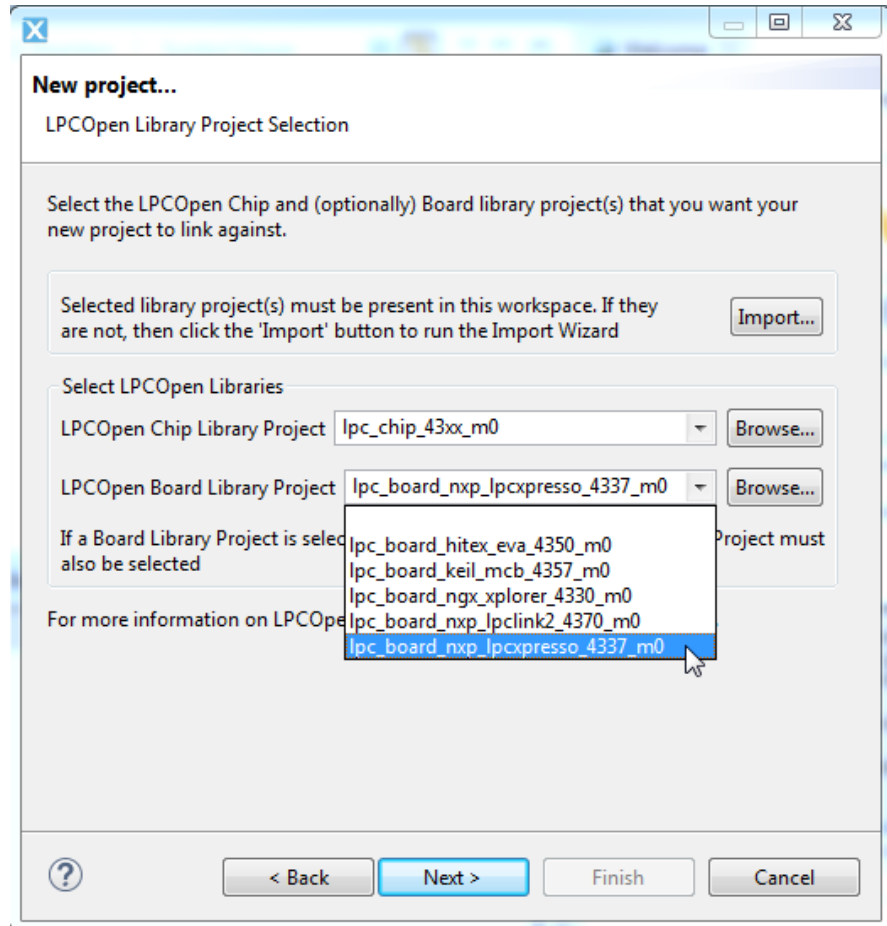 New project...
LPCOpen Library Project Selection
Select the LPCOpen Chip and (optionally) Board library project(s) that you want your
new project to link against.
Selected library project(s) must be present in this workspace. If they
are not, then click the 'Import' button to run the Import Wizard
Import...
Select LPCOpen Libraries
LPCOpen Chip Library Project
lpc_chip_43xx_m0
Browse...
LPCOpen Board Library Project
lpc_board_nxp_lpcxpresso_4337_m0
Browse...
If a Board Library Project is selec
Project must
also be selected
lpc_board_hitex_eva_4350_m0
lpc_board_keil_mcb_4357_m0
lpc_board_ngx_xplorer_4330_m0
lpc_board_nxp_lpclink2_4370_m0
lpc_board_nxp_lpcxpresso_4337_m0
For more information on LPCOpe
< Back
Next >
Finish
Cancel